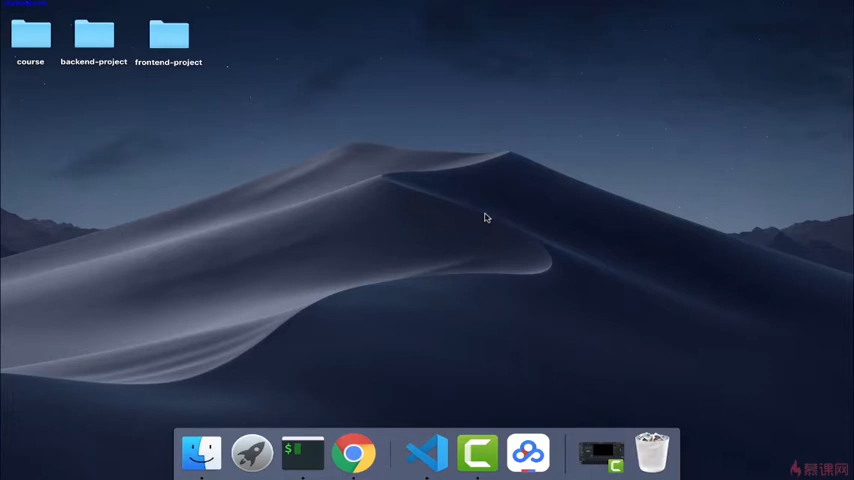 course
backend-project
frontend-project
$
慕课网